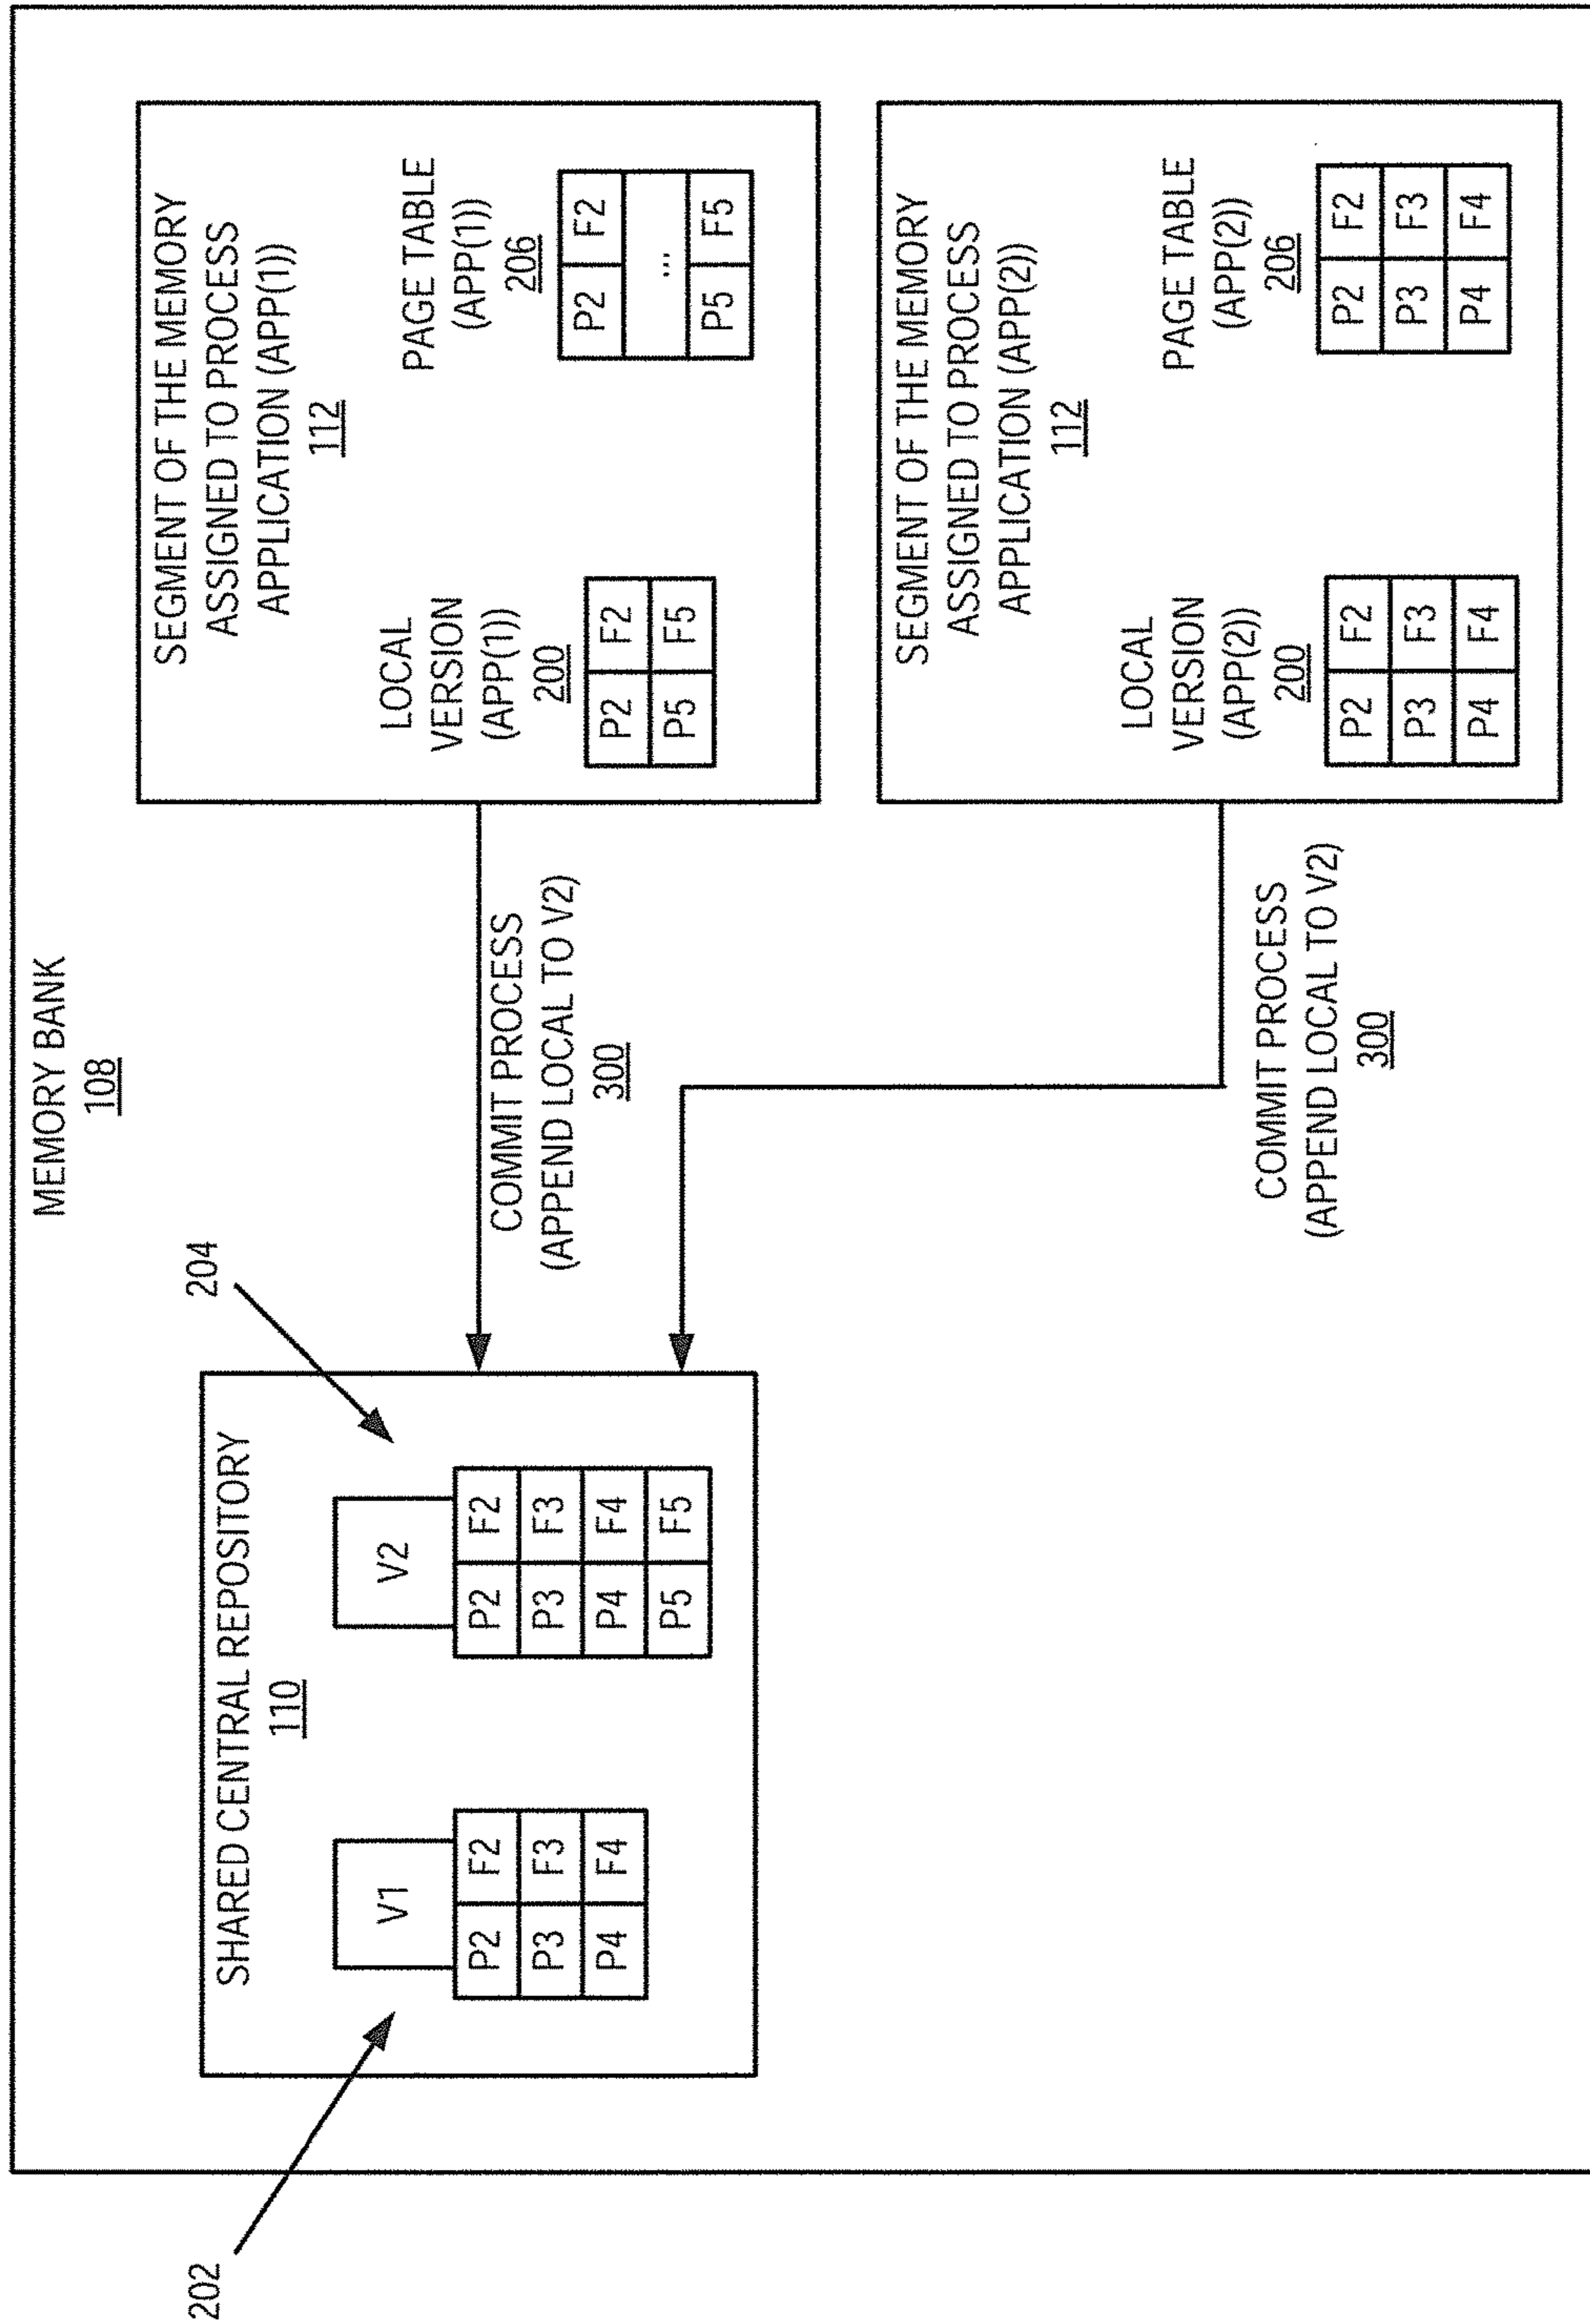 MEMORY BANK
108
202
204
SHARED CENTRAL REPOSITORY
110
V1
P2 F2
P3 F3
P4 F4
V2
P2 F2
P3 F3
P4 F4
P5 F5
COMMIT PROCESS
(APPEND LOCAL TO V2)
300
SEGMENT OF THE MEMORY
ASSIGNED TO PROCESS
APPLICATION (APP(1))
112
LOCAL
VERSION
(APP(1))
200
P2 F2
P5 F5
PAGE TABLE
(APP(1))
206
P2 F2
...
P5 F5
COMMIT PROCESS
(APPEND LOCAL TO V2)
300
SEGMENT OF THE MEMORY
ASSIGNED TO PROCESS
APPLICATION (APP(2))
112
LOCAL
VERSION
(APP(2))
200
P2 F2
P3 F3
P4 F4
PAGE TABLE
(APP(2))
206
P2 F2
P3 F3
P4 F4